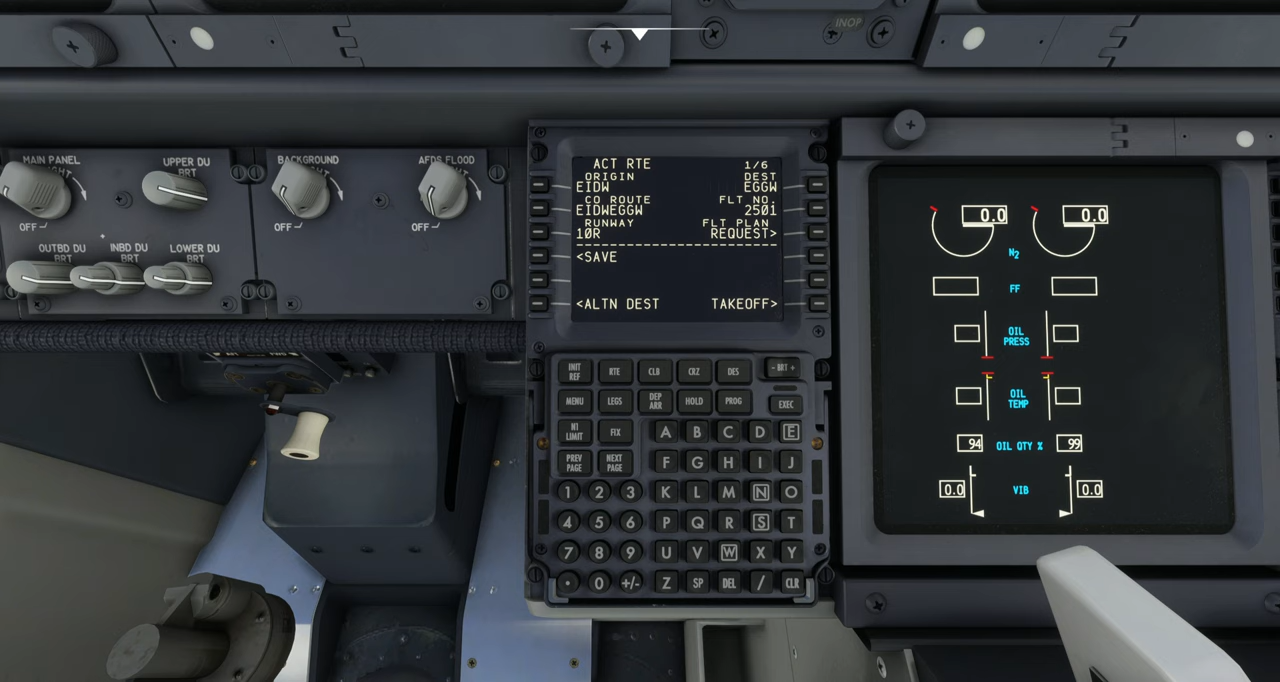 INOP
MAIN PANEL
UPPER DU
BRT
OFF
OUTBD DU
BRT
INBD DU
BRT
LOWER DU
BRT
BACKGROUND
OFF
AFDS FLOOD
OFF
ACT RTE 1/6
ORIGIN DEST
EIDW EGGW
CO ROUTE FLT NO.
EIDWEGGW 2501
RUNWAY FLT PLAN
10R REQUEST>
<SAVE
<ALTN DEST TAKEOFF>
INIT REF RTE CLB CRZ DES - BRT +
MENU LEGS DEP ARR HOLD PROG EXEC
N1 LIMIT FIX A B C D E
PREV PAGE NEXT PAGE F G H I J
1 2 3 K L M N O
4 5 6 P Q R S T
7 8 9 U V W X Y
. 0 +/- Z SP DEL / CLR
0.0 0.0
N2
FF
OIL
PRESS
OIL
TEMP
94 OIL QTY % 99
0.0 VIB 0.0